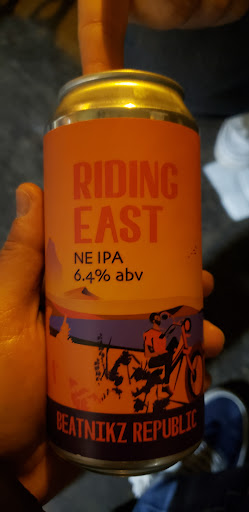 RIDING
EAST
NE IPA
6.4% abv
BEATNIKZ REPUBLIC